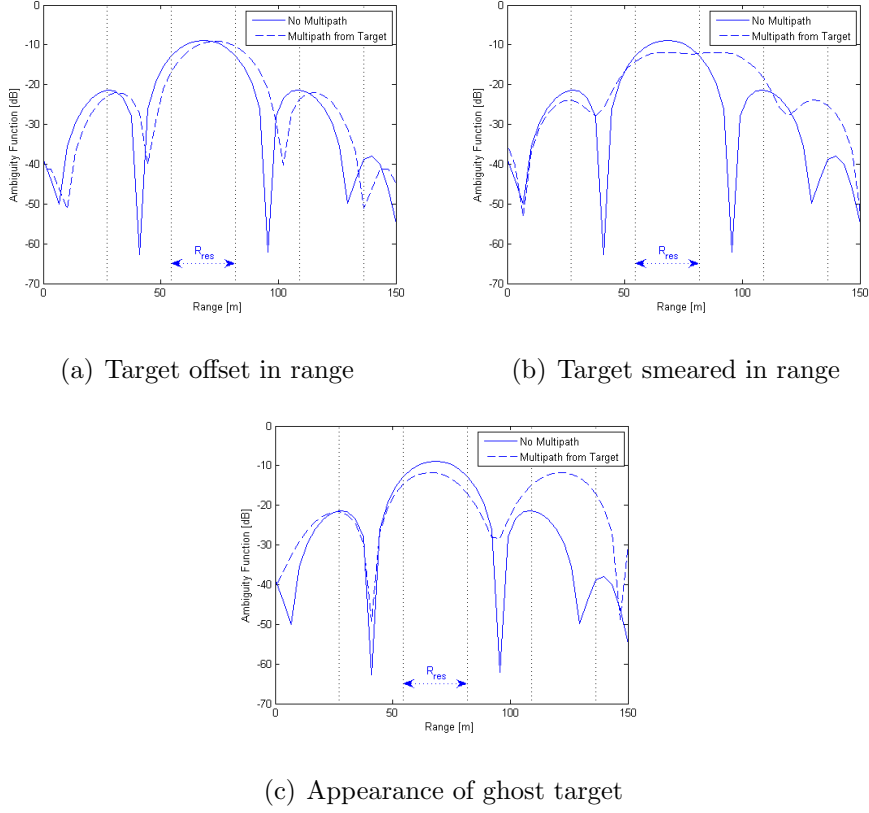 0
-10
-20
-30
-40
-50
-60
-70
Ambiguity Function [dB]
No Multipath
Multipath from Target
R_res
0
50
100
150
Range [m]
(a) Target offset in range
0
-10
-20
-30
-40
-50
-60
-70
Ambiguity Function [dB]
No Multipath
Multipath from Target
R_res
0
50
100
150
Range [m]
(b) Target smeared in range
0
-10
-20
-30
-40
-50
-60
-70
Ambiguity Function [dB]
No Multipath
Multipath from Target
R_res
0
50
100
150
Range [m]
(c) Appearance of ghost target